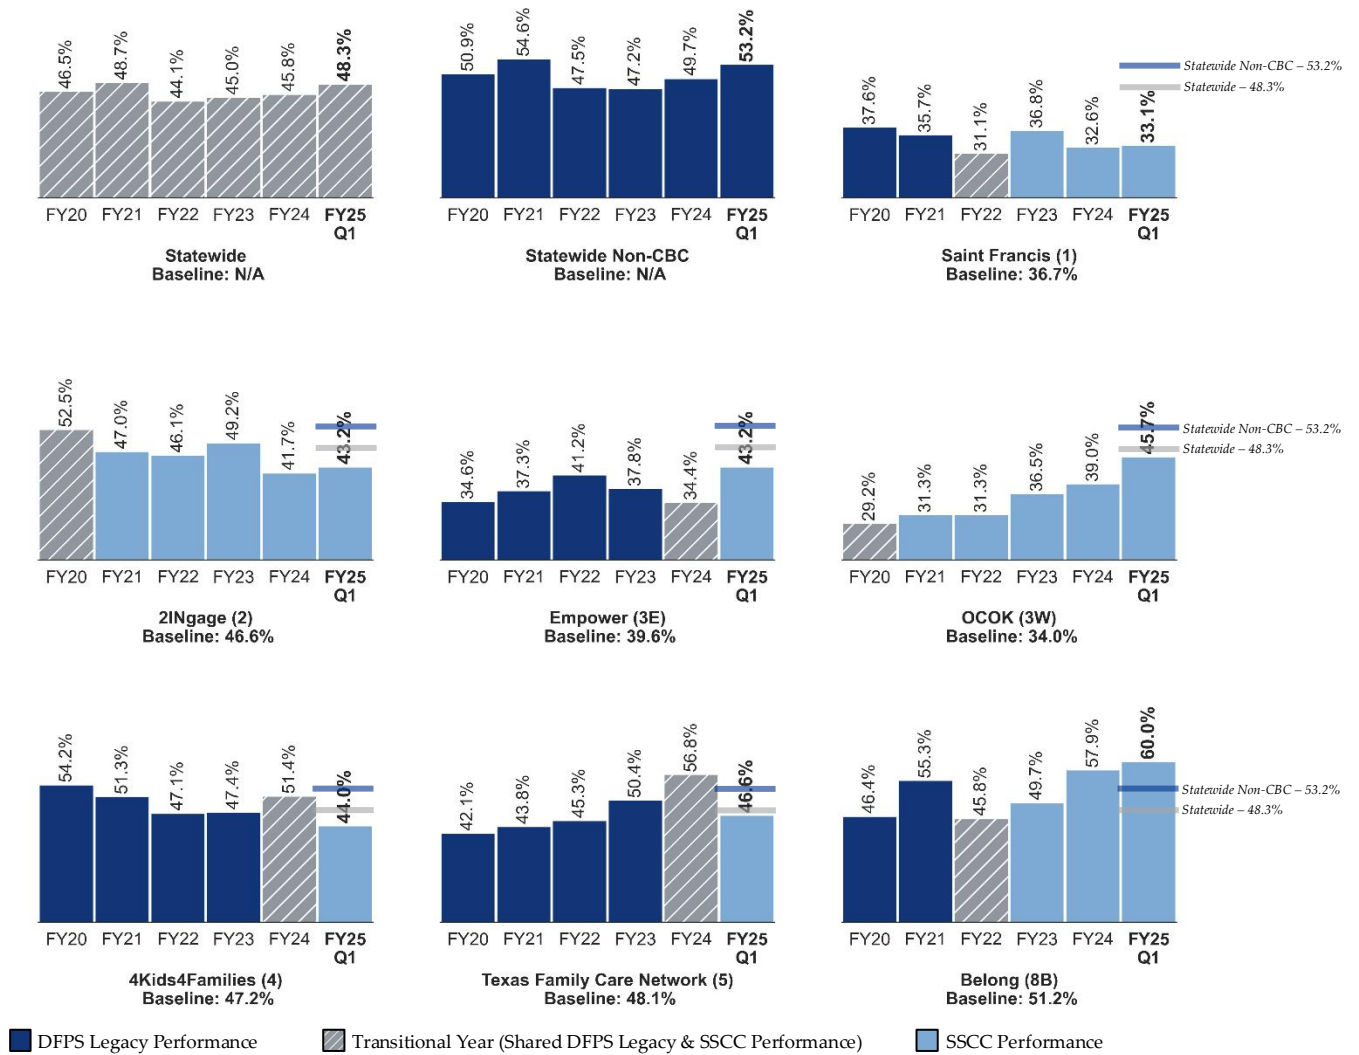 46.5%
48.7%
44.1%
45.0%
45.8%
48.3%
FY20 FY21 FY22 FY23 FY24 FY25
Q1
Statewide
Baseline: N/A
50.9%
54.6%
47.5%
47.2%
49.7%
53.2%
FY20 FY21 FY22 FY23 FY24 FY25
Q1
Statewide Non-CBC
Baseline: N/A
37.6%
35.7%
31.1%
36.8%
32.6%
33.1%
Statewide Non-CBC – 53.2%
Statewide – 48.3%
FY20 FY21 FY22 FY23 FY24 FY25
Q1
Saint Francis (1)
Baseline: 36.7%
52.5%
47.0%
46.1%
49.2%
41.7%
43.2%
FY20 FY21 FY22 FY23 FY24 FY25
Q1
2INgage (2)
Baseline: 46.6%
34.6%
37.3%
41.2%
37.8%
34.4%
43.2%
FY20 FY21 FY22 FY23 FY24 FY25
Q1
Empower (3E)
Baseline: 39.6%
29.2%
31.3%
31.3%
36.5%
39.0%
45.7%
Statewide Non-CBC – 53.2%
Statewide – 48.3%
FY20 FY21 FY22 FY23 FY24 FY25
Q1
OCOK (3W)
Baseline: 34.0%
54.2%
51.3%
47.1%
47.4%
51.4%
44.0%
FY20 FY21 FY22 FY23 FY24 FY25
Q1
4Kids4Families (4)
Baseline: 47.2%
42.1%
43.8%
45.3%
50.4%
56.8%
46.6%
FY20 FY21 FY22 FY23 FY24 FY25
Q1
Texas Family Care Network (5)
Baseline: 48.1%
46.4%
55.3%
45.8%
49.7%
57.9%
60.0%
Statewide Non-CBC – 53.2%
Statewide – 48.3%
FY20 FY21 FY22 FY23 FY24 FY25
Q1
Belong (8B)
Baseline: 51.2%
DFPS Legacy Performance
Transitional Year (Shared DFPS Legacy & SSCC Performance)
SSCC Performance